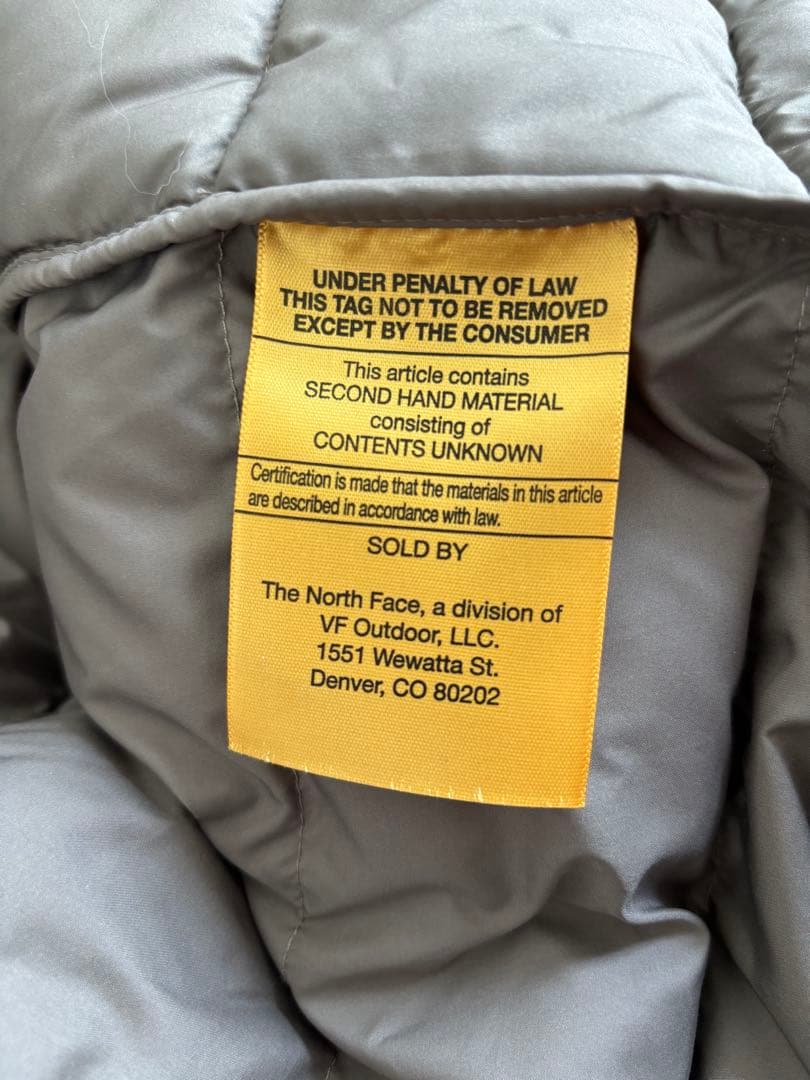 UNDER PENALTY OF LAW
THIS TAG NOT TO BE REMOVED
EXCEPT BY THE CONSUMER
This article contains
SECOND HAND MATERIAL
consisting of
CONTENTS UNKNOWN
Certification is made that the materials in this article
are described in accordance with law.
SOLD BY
The North Face, a division of
VF Outdoor, LLC.
1551 Wewatta St.
Denver, CO 80202